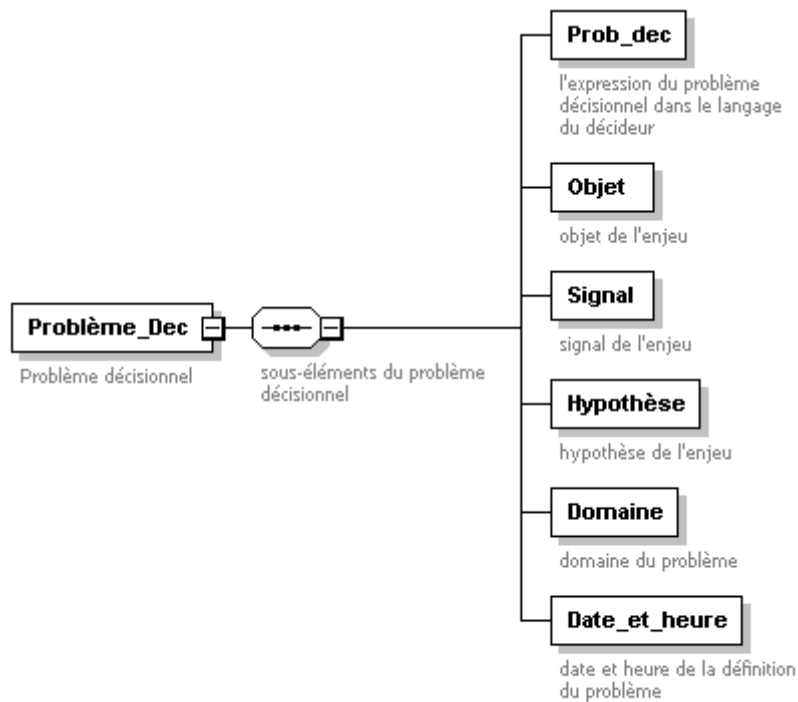 Prob_dec
l'expression du problème
décisionnel dans le langage
du décideur
Objet
objet de l'enjeu
Signal
signal de l'enjeu
Problème_Dec
Problème décisionnel
sous-éléments du problème
décisionnel
Hypothèse
hypothèse de l'enjeu
Domaine
domaine du problème
Date_et_heure
date et heure de la définition
du problème